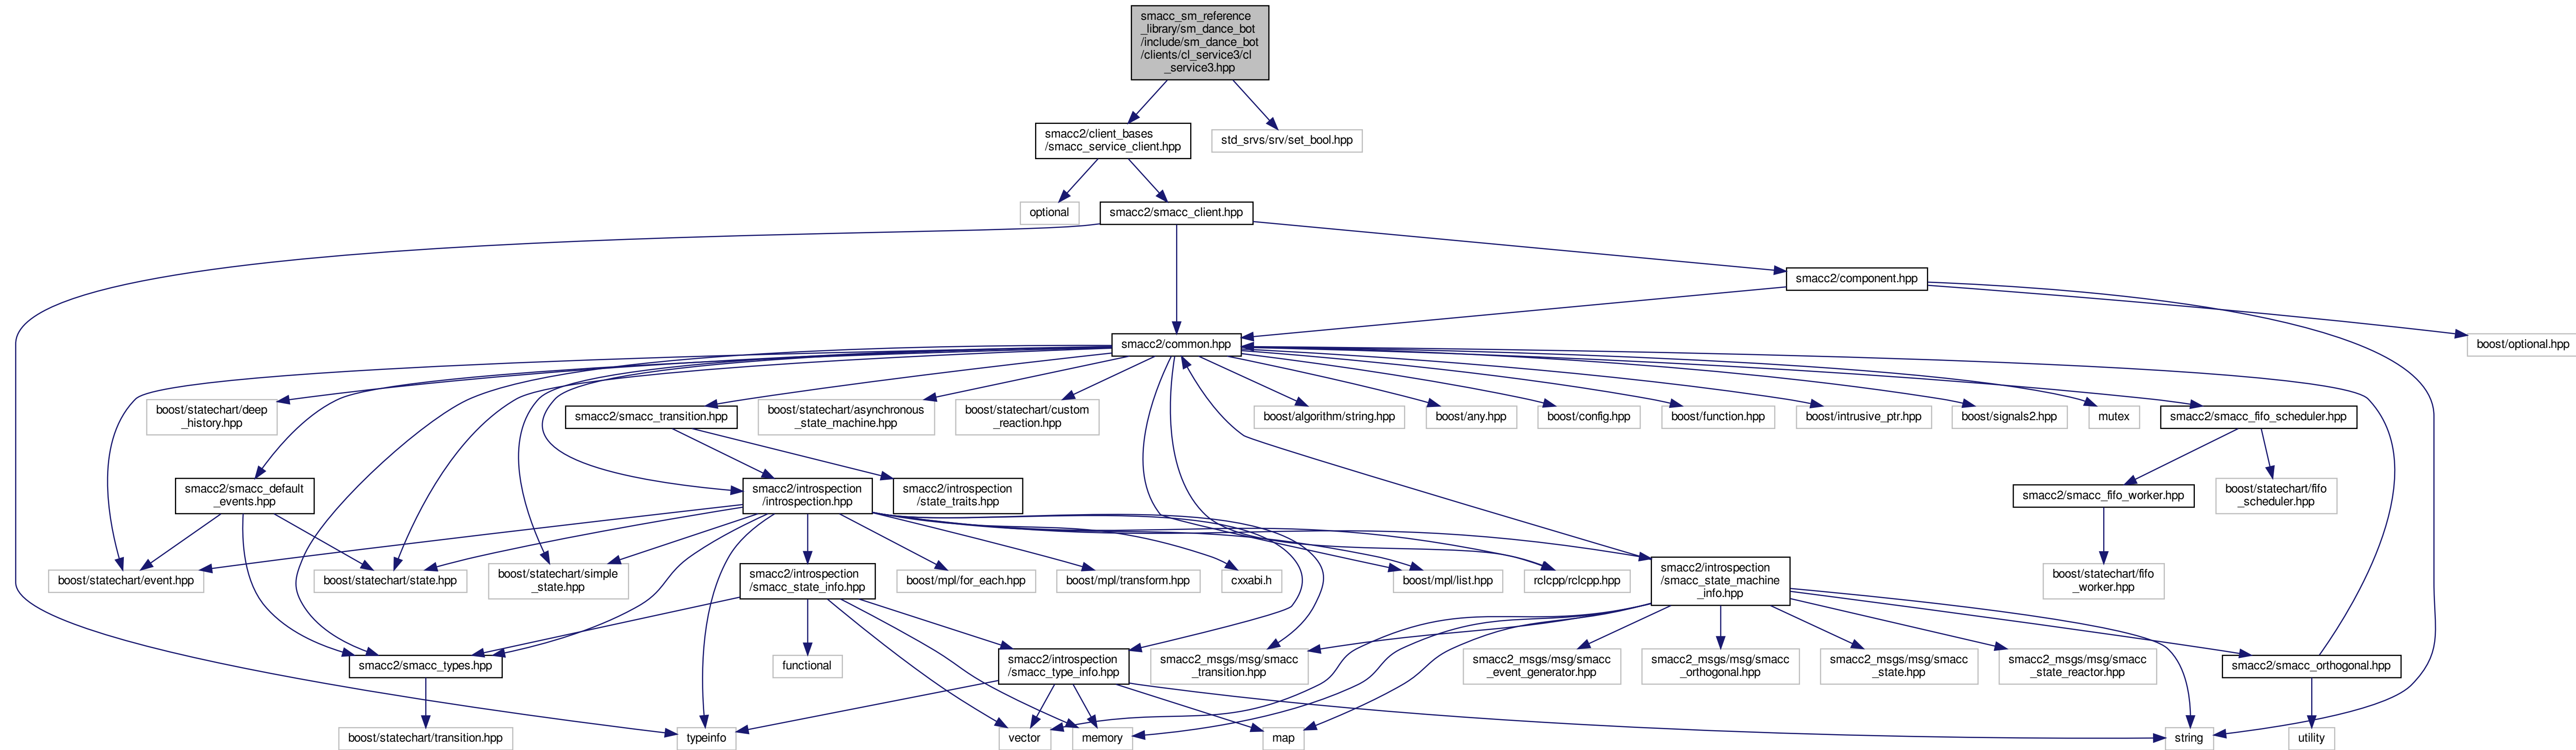 smacc_sm_reference
_library/sm_dance_bot
/include/sm_dance_bot
/clients/cl_service3/cl
_service3.hpp
smacc2/client_bases
/smacc_service_client.hpp
std_srvs/srv/set_bool.hpp
optional
smacc2/smacc_client.hpp
smacc2/component.hpp
smacc2/common.hpp
boost/optional.hpp
boost/statechart/deep
_history.hpp
smacc2/smacc_transition.hpp
boost/statechart/asynchronous
_state_machine.hpp
boost/statechart/custom
_reaction.hpp
boost/algorithm/string.hpp
boost/any.hpp
boost/config.hpp
boost/function.hpp
boost/intrusive_ptr.hpp
boost/signals2.hpp
mutex
smacc2/smacc_fifo_scheduler.hpp
smacc2/smacc_default
_events.hpp
smacc2/introspection
/introspection.hpp
smacc2/introspection
/state_traits.hpp
smacc2/smacc_fifo_worker.hpp
boost/statechart/fifo
_scheduler.hpp
boost/statechart/event.hpp
boost/statechart/state.hpp
boost/statechart/simple
_state.hpp
smacc2/introspection
/smacc_state_info.hpp
boost/mpl/for_each.hpp
boost/mpl/transform.hpp
cxxabi.h
boost/mpl/list.hpp
rclcpp/rclcpp.hpp
smacc2/introspection
/smacc_state_machine
_info.hpp
boost/statechart/fifo
_worker.hpp
smacc2/smacc_types.hpp
functional
smacc2/introspection
/smacc_type_info.hpp
smacc2_msgs/msg/smacc
_transition.hpp
smacc2_msgs/msg/smacc
_event_generator.hpp
smacc2_msgs/msg/smacc
_orthogonal.hpp
smacc2_msgs/msg/smacc
_state.hpp
smacc2_msgs/msg/smacc
_state_reactor.hpp
smacc2/smacc_orthogonal.hpp
boost/statechart/transition.hpp
typeinfo
vector
memory
map
string
utility